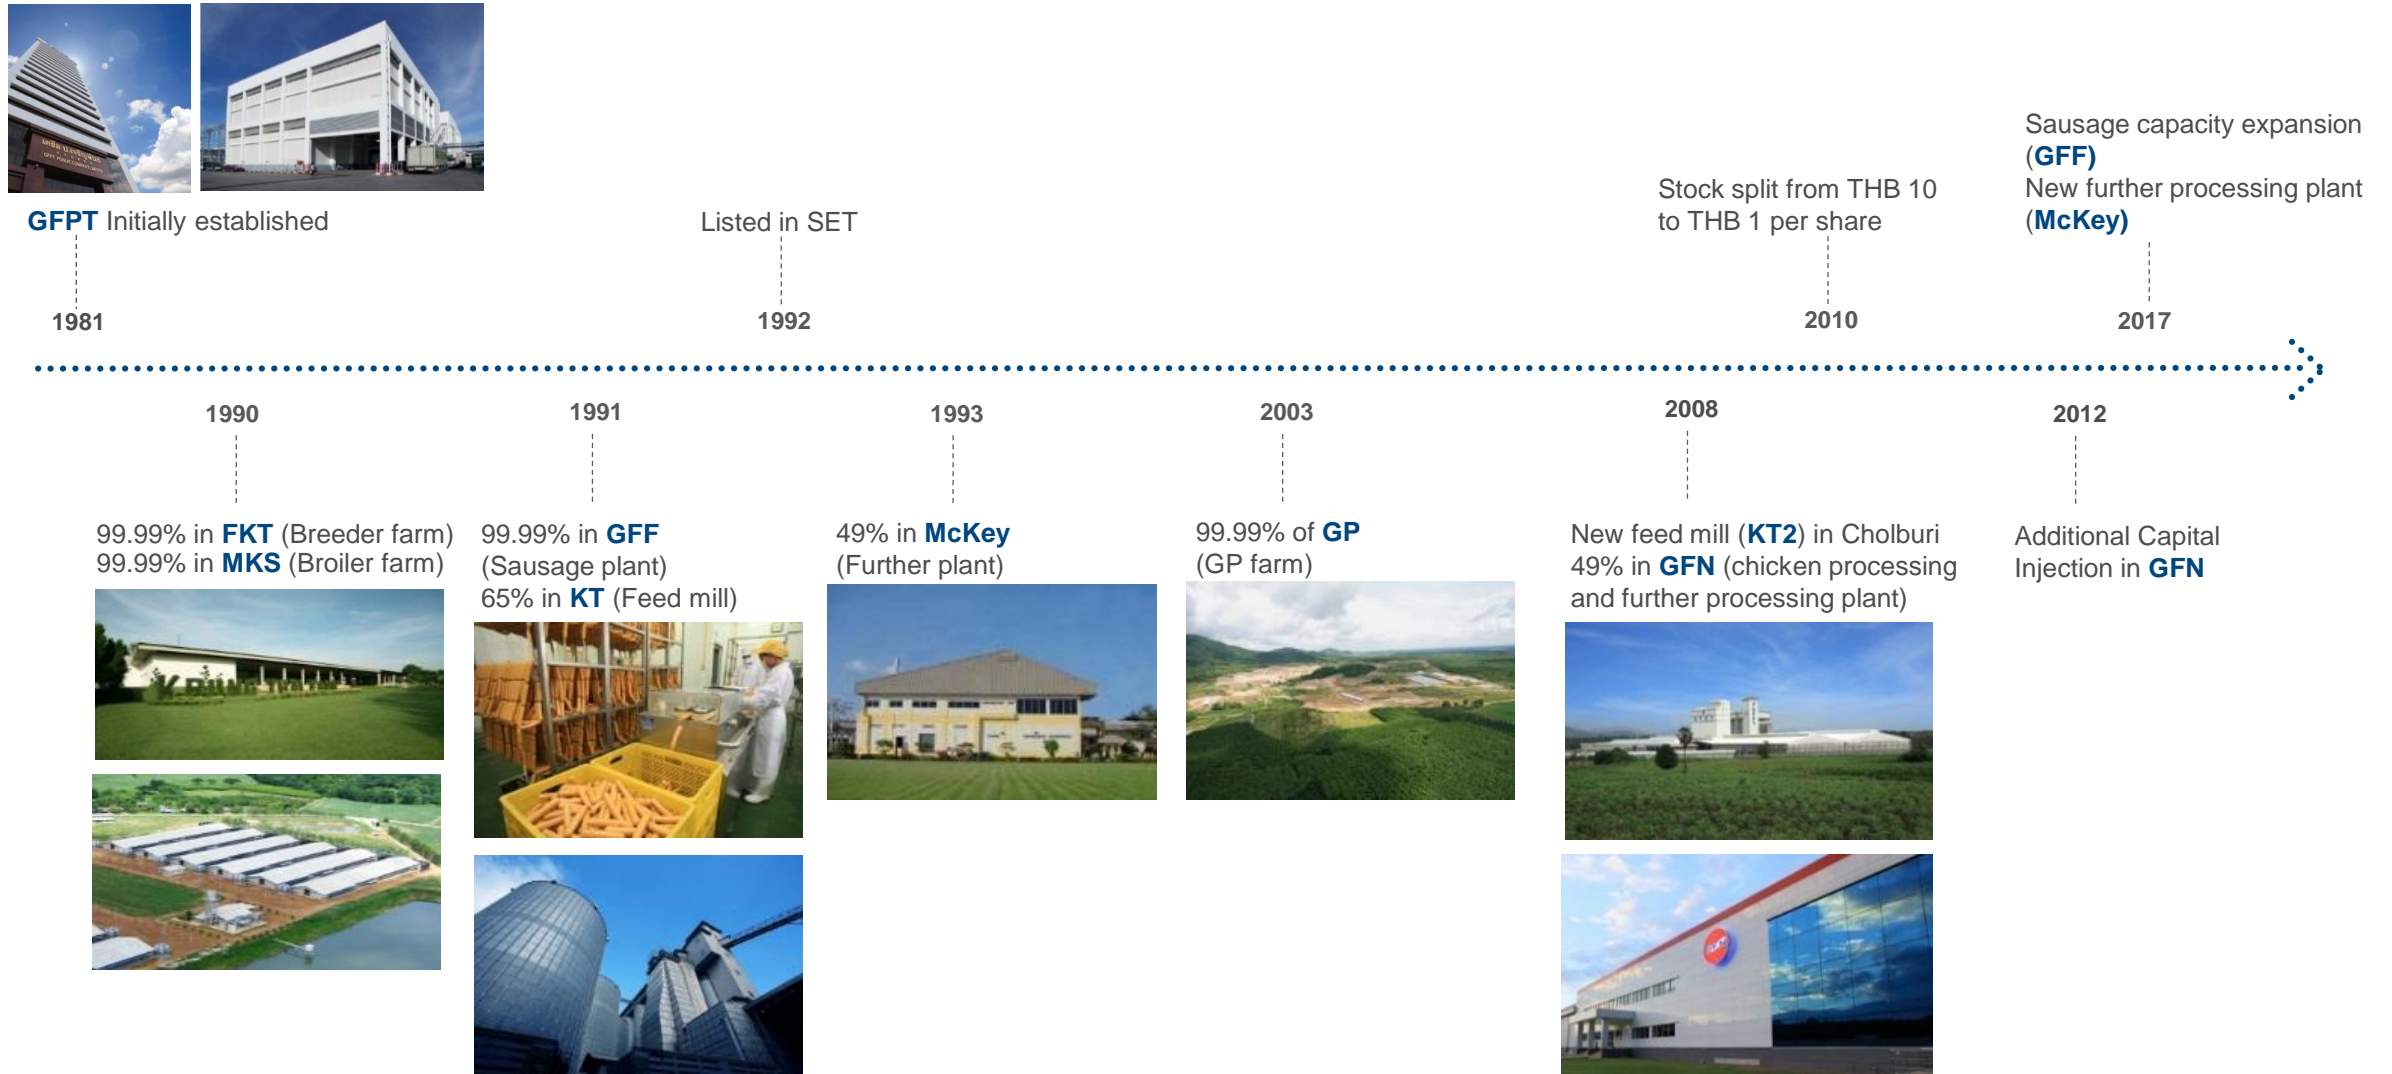 GFPT Initially established
1981
Listed in SET
1992
Stock split from THB 10
to THB 1 per share
2010
Sausage capacity expansion
(GFF)
New further processing plant
(McKey)
2017
1990
99.99% in FKT (Breeder farm)
99.99% in MKS (Broiler farm)
1991
99.99% in GFF
(Sausage plant)
65% in KT (Feed mill)
1993
49% in McKey
(Further plant)
2003
99.99% of GP
(GP farm)
2008
New feed mill (KT2) in Cholburi
49% in GFN (chicken processing
and further processing plant)
2012
Additional Capital
Injection in GFN